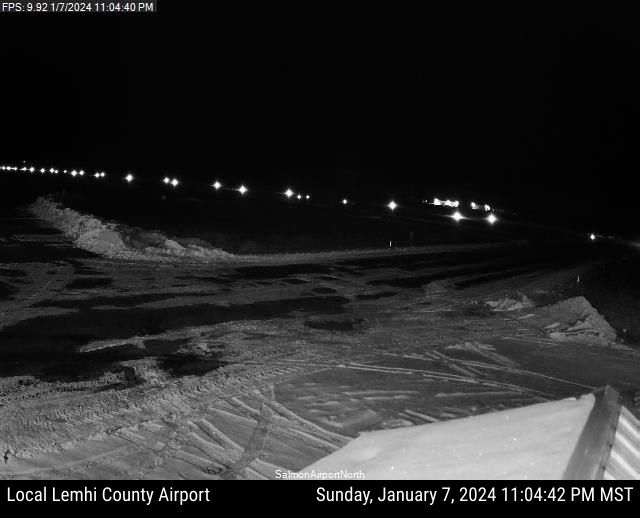 FPS: 9.92 1/7/2024 11:04:40 PM
SalmonAirportNorth
Local Lemhi County Airport Sunday, January 7, 2024 11:04:42 PM MST